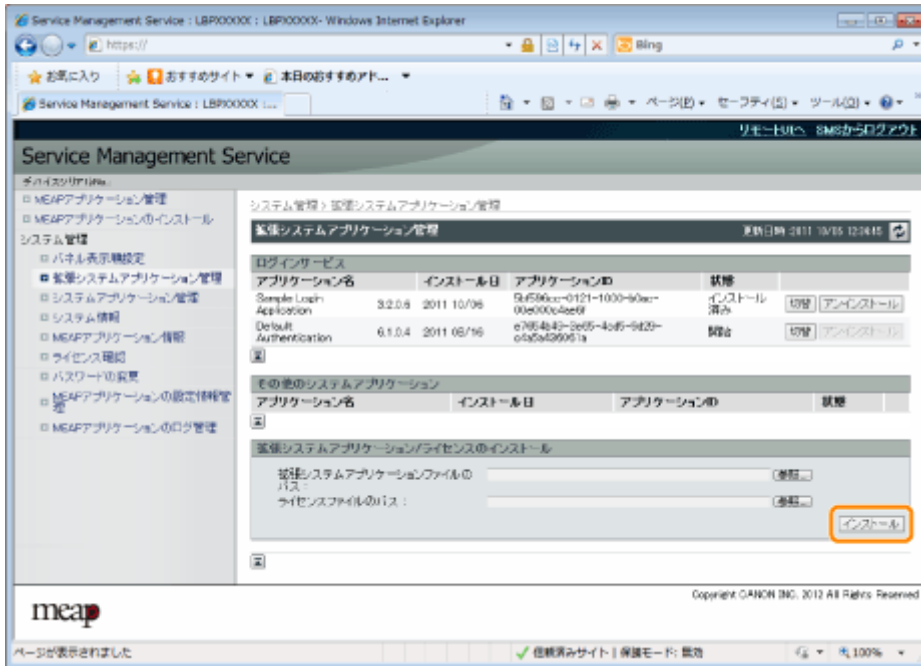 Service Management Service : LBPXXXXX : LBPXXXXX- Windows Internet Explorer
https://
Bing
お気に入り おすすめサイト 本日のおすすめアド...
Service Management Service : LBPXXXXX :...
ページ(P) セーフティ(S) ツール(O)
リモートUIへ SMSからログアウト
Service Management Service
デバイスシリアルNo.:
MEAPアプリケーション管理
MEAPアプリケーションのインストール
システム管理
パネル表示順設定
拡張システムアプリケーション管理
システムアプリケーション管理
システム情報
MEAPアプリケーション情報
ライセンス確認
パスワードの変更
MEAPアプリケーションの設定情報管理
MEAPアプリケーションのログ管理
システム管理 > 拡張システムアプリケーション管理
拡張システムアプリケーション管理 更新日時 :2011 10/06
ログインサービス
アプリケーション名 インストール日 アプリケーションID 状態
Sample Login Application 3.2.0.6 2011 10/06 インストール済み 切替 アンインストール
Default Authentication 6.1.0.4 2011 切替 アンインストール
その他のシステムアプリケーション
アプリケーション名 インストール日 アプリケーションID 状態
拡張システムアプリケーション/ライセンスのインストール
拡張システムアプリケーションファイルのパス : 参照...
ライセンスファイルのパス : 参照...
インストール
meap
Copyright CANON INC. 2012 All Rights Reserved
ページが表示されました
信頼済みサイト | 保護モード: 無効
100%